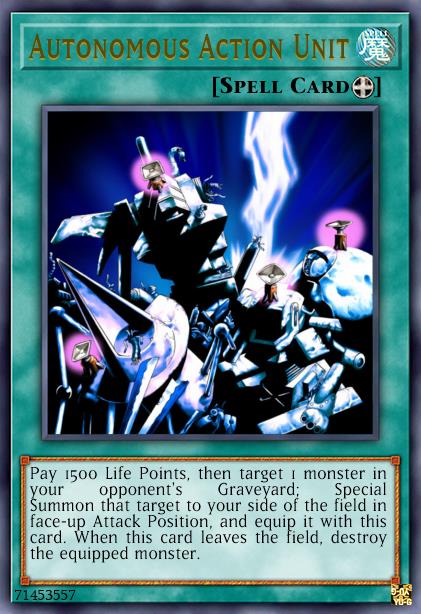 Autonomous Action Unit
SPELL
魔
[Spell Card]
Pay 1500 Life Points, then target 1 monster in
your opponent's Graveyard; Special
Summon that target to your side of the field in
face-up Attack Position, and equip it with this
card. When this card leaves the field, destroy
the equipped monster.
71453557